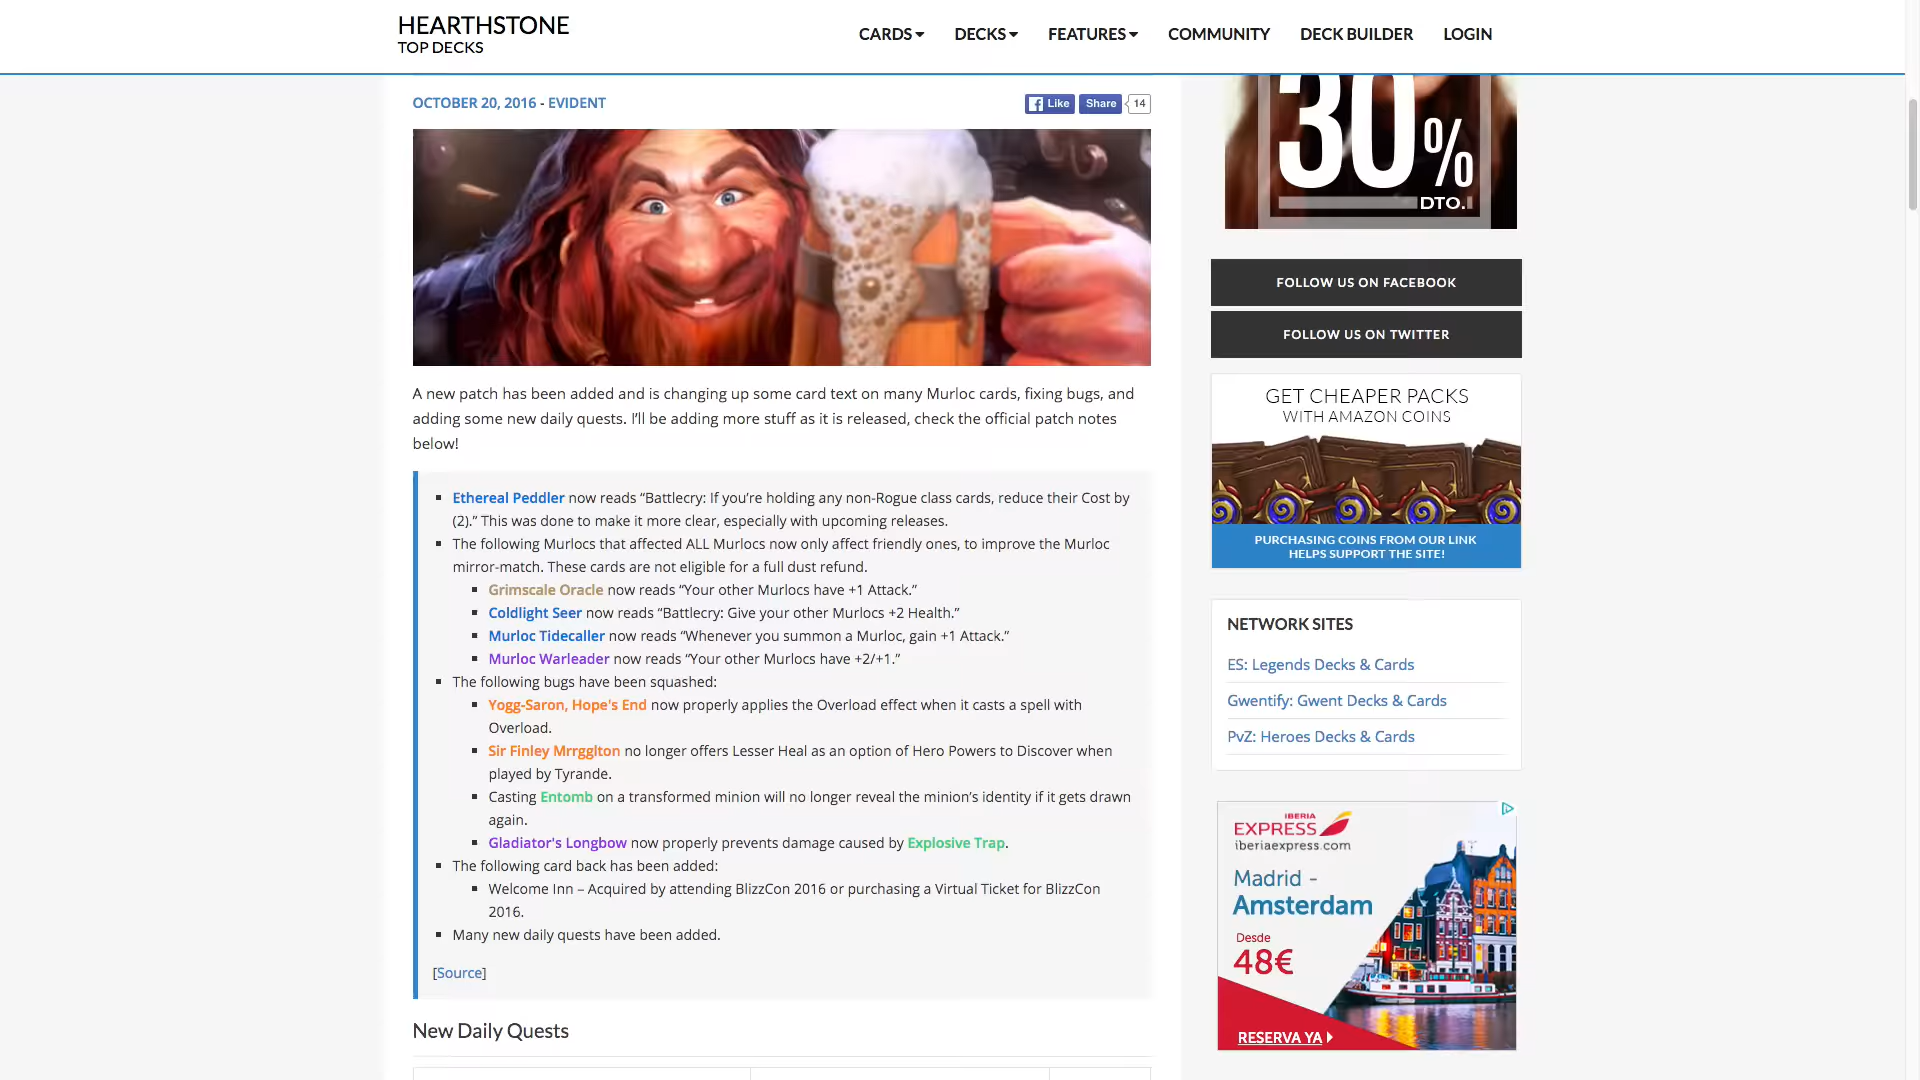 HEARTHSTONE
TOP DECKS
CARDS
DECKS
FEATURES
COMMUNITY
DECK BUILDER
LOGIN
OCTOBER 20, 2016 - EVIDENT
Like
Share
14
A new patch has been added and is changing up some card text on many Murloc cards, fixing bugs, and
adding some new daily quests. I'll be adding more stuff as it is released, check the official patch notes
below!
Ethereal Peddler now reads “Battlecry: If you’re holding any non-Rogue class cards, reduce their Cost by
(2).” This was done to make it more clear, especially with upcoming releases.
The following Murlocs that affected ALL Murlocs now only affect friendly ones, to improve the Murloc
mirror-match. These cards are not eligible for a full dust refund.
Grimscale Oracle now reads “Your other Murlocs have +1 Attack.”
Coldlight Seer now reads “Battlecry: Give your other Murlocs +2 Health.”
Murloc Tidecaller now reads “Whenever you summon a Murloc, gain +1 Attack.”
Murloc Warleader now reads “Your other Murlocs have +2/+1.”
The following bugs have been squashed:
Yogg-Saron, Hope's End now properly applies the Overload effect when it casts a spell with
Overload.
Sir Finley Mrrgglton no longer offers Lesser Heal as an option of Hero Powers to Discover when
played by Tyrande.
Casting Entomb on a transformed minion will no longer reveal the minion’s identity if it gets drawn
again.
Gladiator's Longbow now properly prevents damage caused by Explosive Trap.
The following card back has been added:
Welcome Inn – Acquired by attending BlizzCon 2016 or purchasing a Virtual Ticket for BlizzCon
2016.
Many new daily quests have been added.
[Source]
New Daily Quests
30%
DTO.
FOLLOW US ON FACEBOOK
FOLLOW US ON TWITTER
GET CHEAPER PACKS
WITH AMAZON COINS
PURCHASING COINS FROM OUR LINK
HELPS SUPPORT THE SITE!
NETWORK SITES
ES: Legends Decks & Cards
Gwentify: Gwent Decks & Cards
PvZ: Heroes Decks & Cards
IBERIA
EXPRESS
iberiaexpress.com
Madrid -
Amsterdam
Desde
48€
RESERVA YA